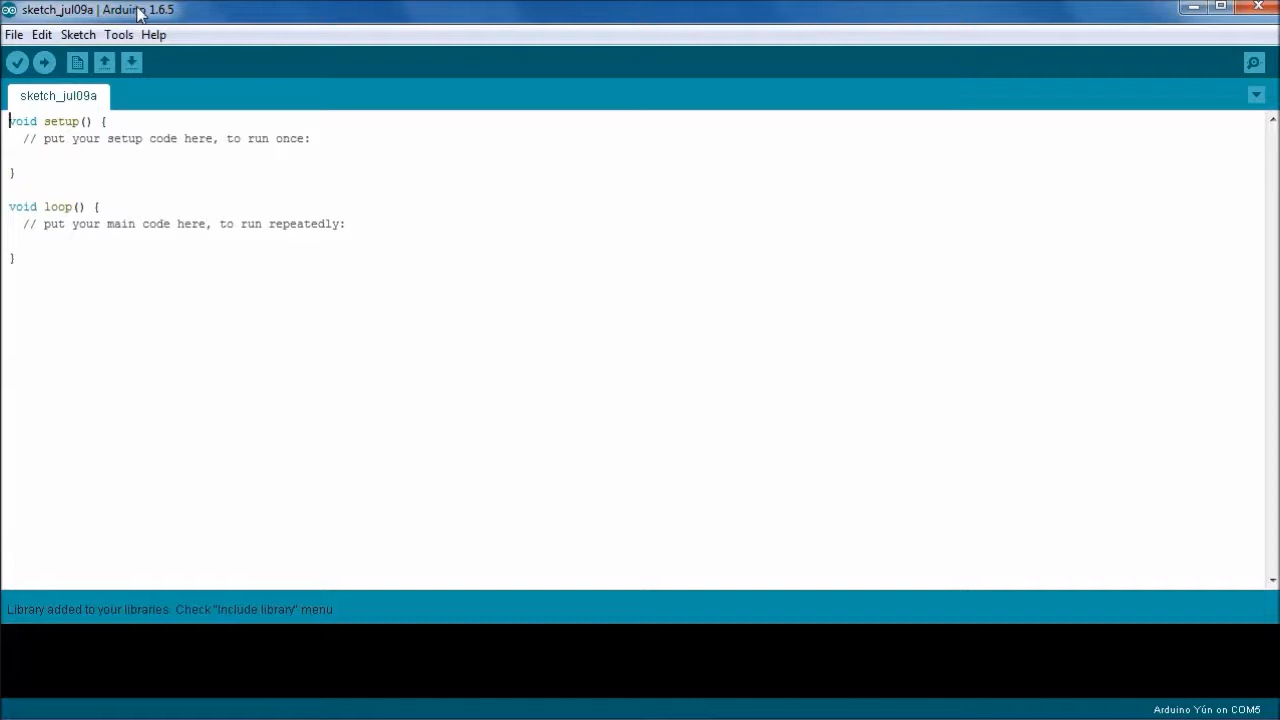 sketch_jul09a | Arduino 1.6.5
File Edit Sketch Tools Help
sketch_jul09a
void setup() {
  // put your setup code here, to run once:
}
void loop() {
  // put your main code here, to run repeatedly:
}
Library added to your libraries. Check "Include library" menu
Arduino Yún on COM5